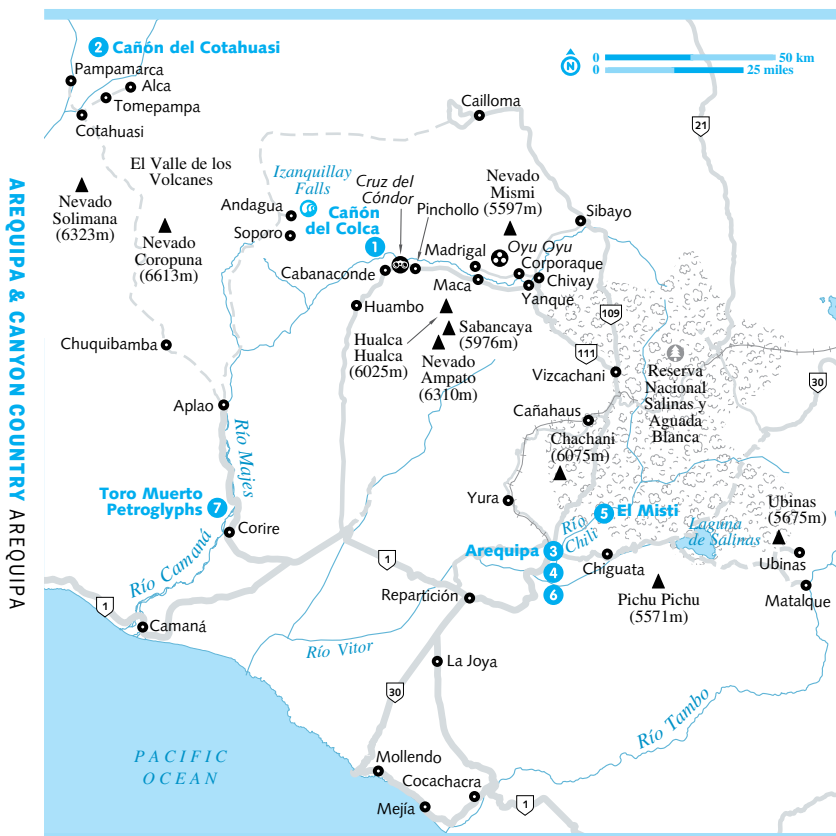 2 Cañón del Cotahuasi
Pampamarca
Alca
Tomepampa
Cotahuasi
N
0 50 km
0 25 miles
Cailloma
21
El Valle de los
Volcanes
Nevado
Solimana
(6323m)
Nevado
Coropuna
(6613m)
Izanquillay
Falls
Andagua
Soporo
Cañón
del Colca
1
Cruz del
Cóndor
Pinchollo
Cabanaconde
Nevado
Mismi
(5597m)
Sibayo
Madrigal
Oyu Oyu
Corporaque
Chivay
Yanque
Maca
Huambo
Hualca
Hualca
(6025m)
Sabancaya
(5976m)
Nevado
Ampato
(6310m)
109
111
Vizcachani
Reserva
Nacional
Salinas y
Aguada
Blanca
30
Chuquibamba
Aplao
Cañahaus
Chachani
(6075m)
Río Majes
Toro Muerto
Petroglyphs
7
Corire
Yura
5 El Misti
Río
Chili
Ubinas
(5675m)
Laguna
de Salinas
Arequipa 3
4
6
Chiguata
Ubinas
Matalque
Pichu Pichu
(5571m)
Río Camaná
1
Repartición
1
Camaná
Río Vitor
La Joya
30
Río Tambo
PACIFIC
OCEAN
Mollendo
Cocachacra
Mejía
1
AREQUIPA & CANYON COUNTRY AREQUIPA